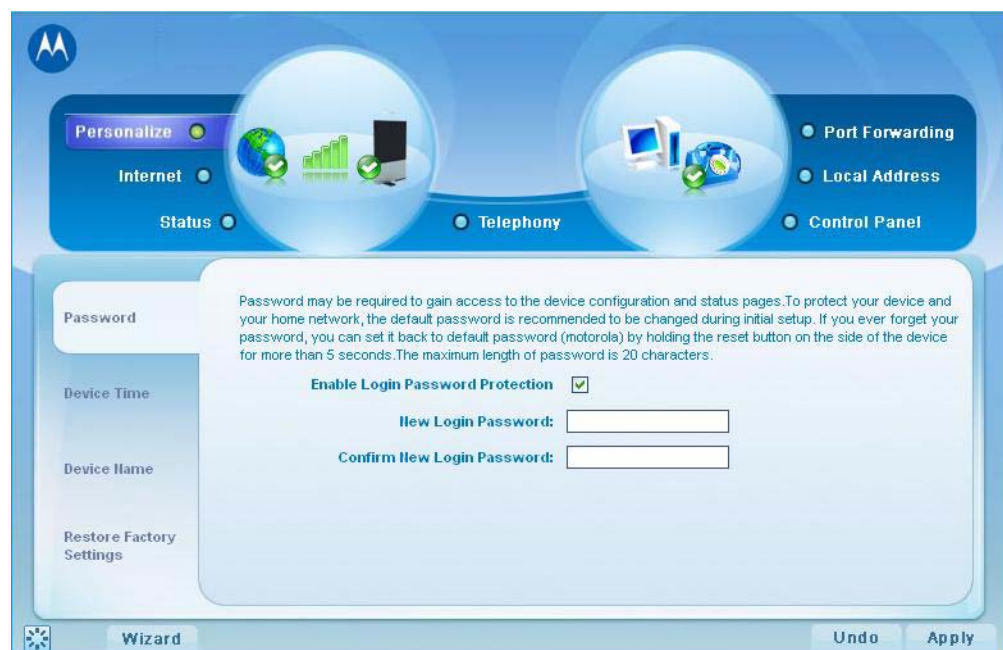 Personalize
Internet
Status
Telephony
Port Forwarding
Local Address
Control Panel
Password
Device Time
Device Name
Restore Factory
Settings
Password may be required to gain access to the device configuration and status pages.To protect your device and
your home network, the default password is recommended to be changed during initial setup. If you ever forget your
password, you can set it back to default password (motorola) by holding the reset button on the side of the device
for more than 5 seconds.The maximum length of password is 20 characters.
Enable Login Password Protection
New Login Password:
Confirm New Login Password:
Wizard
Undo
Apply